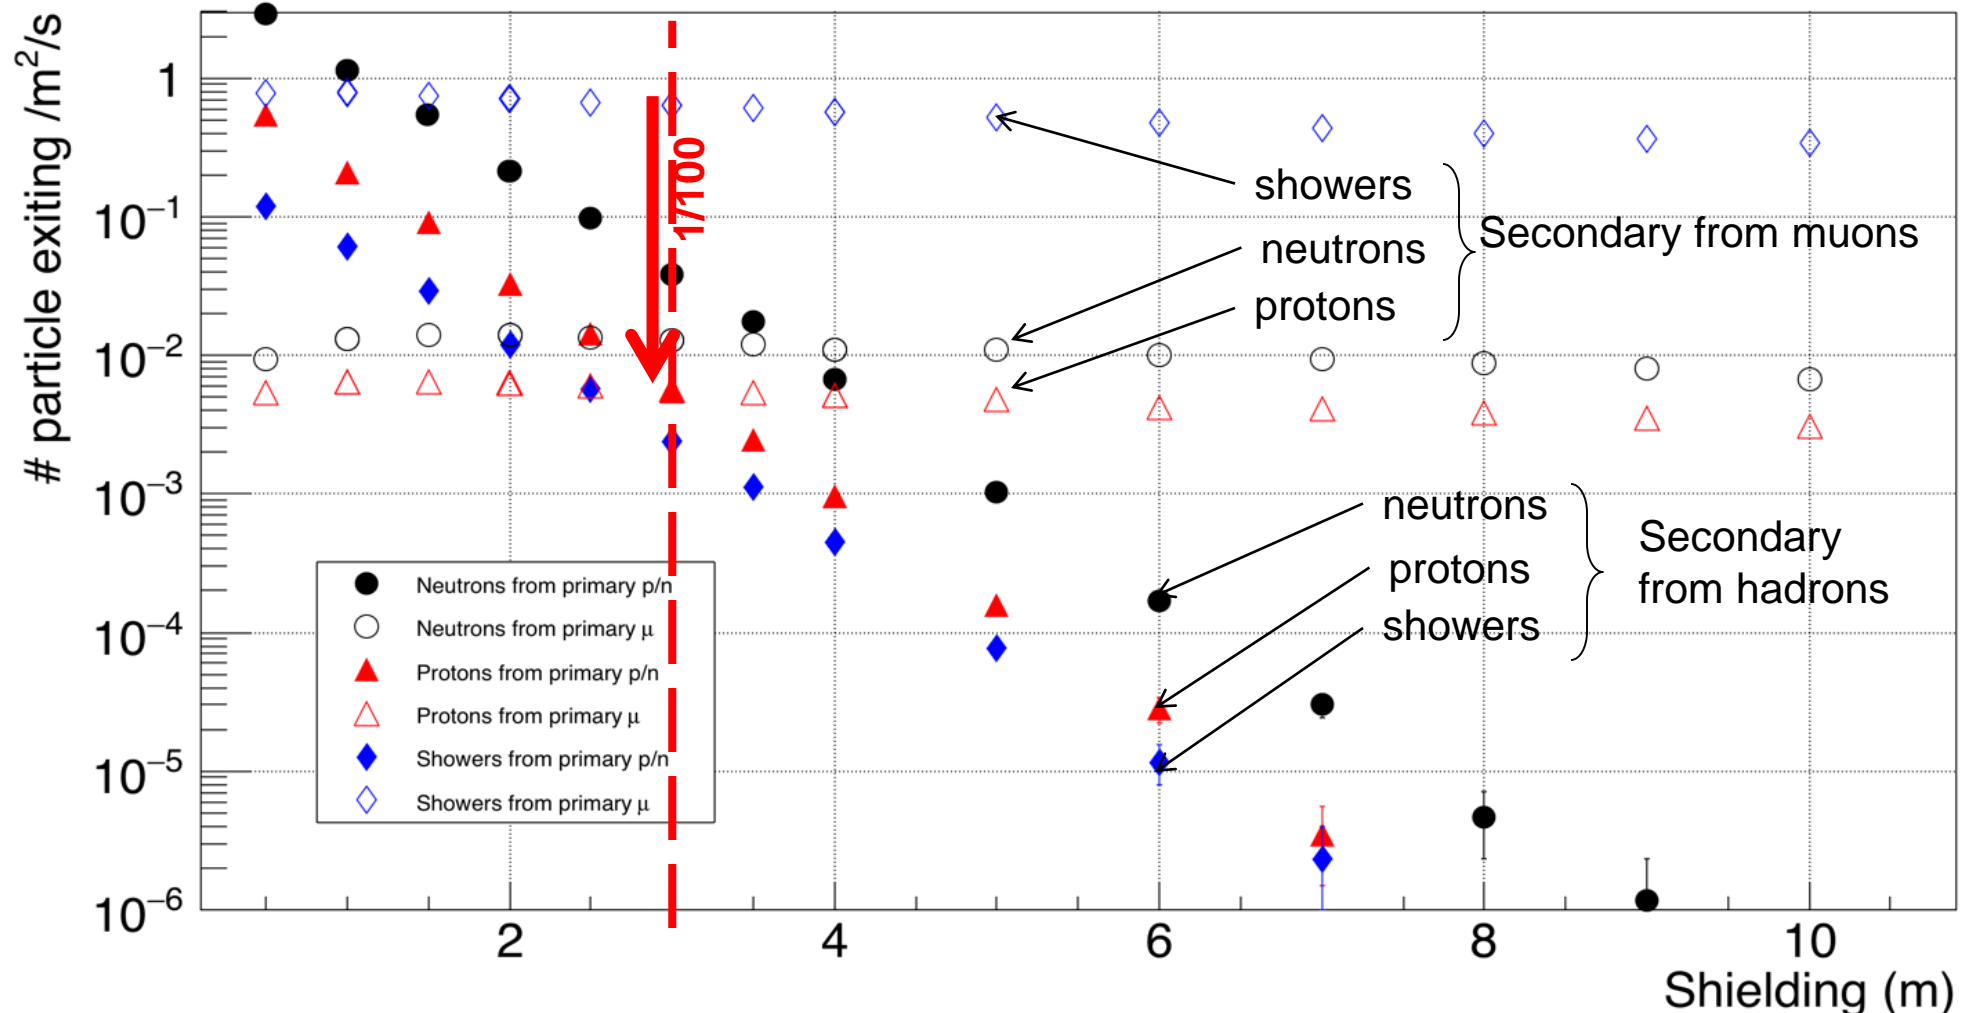 # particle exiting /m²/s
1
10⁻¹
10⁻²
10⁻³
10⁻⁴
10⁻⁵
10⁻⁶
1/100
showers
neutrons
protons
Secondary from muons
neutrons
protons
showers
Secondary
from hadrons
Neutrons from primary p/n
Neutrons from primary μ
Protons from primary p/n
Protons from primary μ
Showers from primary p/n
Showers from primary μ
2 4 6 8 10
Shielding (m)